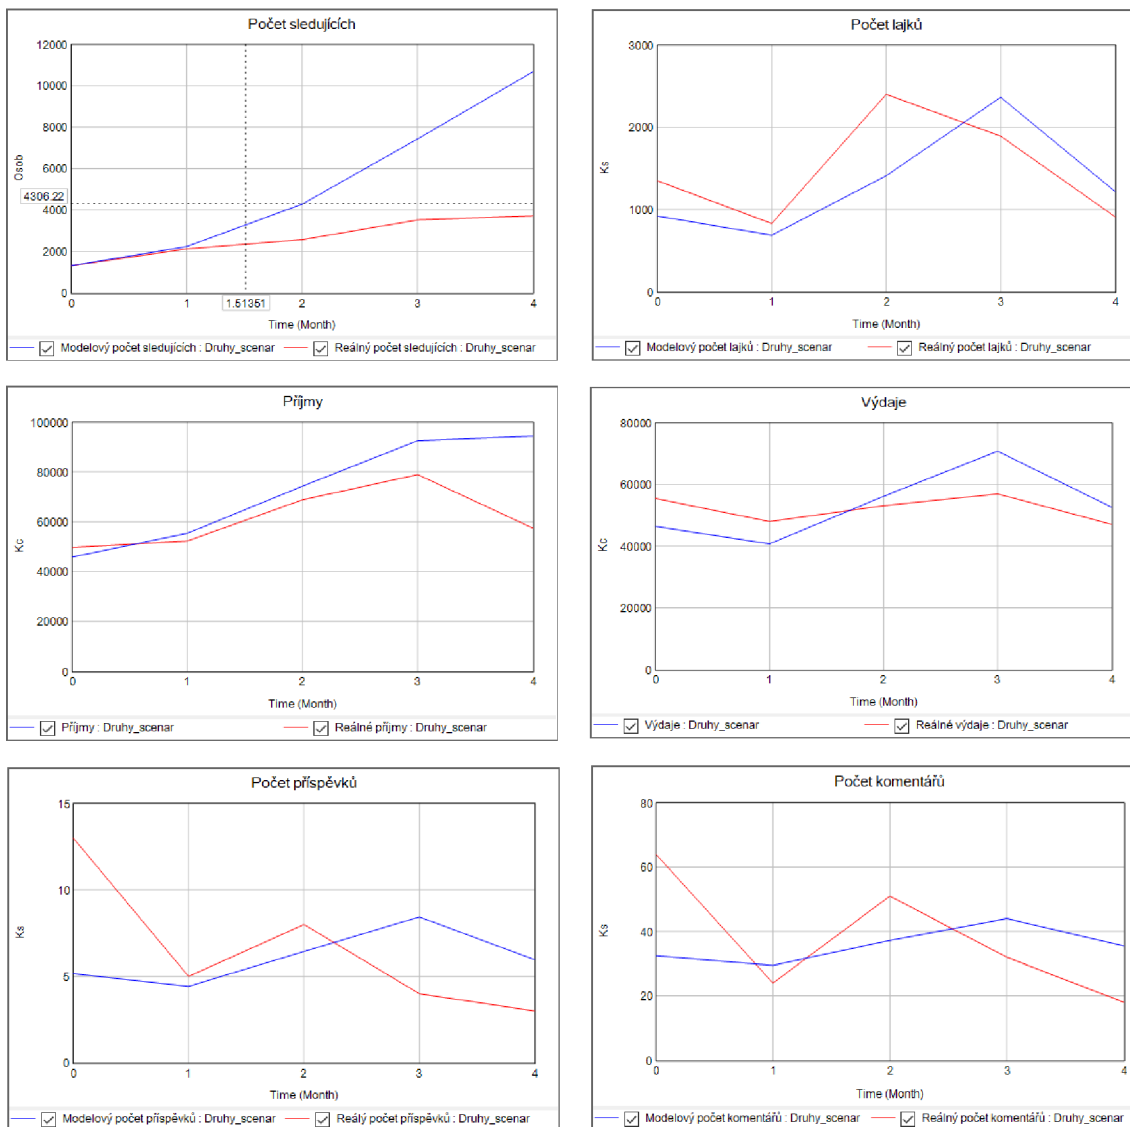 Počet sledujících
12000
10000
8000
6000
4000
2000
0
Osob
4306.22
0
1
2
3
4
1.51351
Time (Month)
Modelový počet sledujících : Druhy_scenar
Reálný počet sledujících : Druhy_scenar
Počet lajků
3000
2000
1000
0
Ks
0
1
2
3
4
Time (Month)
Modelový počet lajků : Druhy_scenar
Reálný počet lajků : Druhy_scenar
Příjmy
100000
80000
60000
40000
20000
0
Kc
0
1
2
3
4
Time (Month)
Příjmy : Druhy_scenar
Reálné příjmy : Druhy_scenar
Výdaje
80000
60000
40000
20000
0
Kc
0
1
2
3
4
Time (Month)
Výdaje : Druhy_scenar
Reálné výdaje : Druhy_scenar
Počet příspěvků
15
10
5
0
Ks
0
1
2
3
4
Time (Month)
Modelový počet příspěvků : Druhy_scenar
Reálý počet příspěvků : Druhy_scenar
Počet komentářů
80
60
40
20
0
Ks
0
1
2
3
4
Time (Month)
Modelový počet komentářů : Druhy_scenar
Reálný počet komentářů : Druhy_scenar